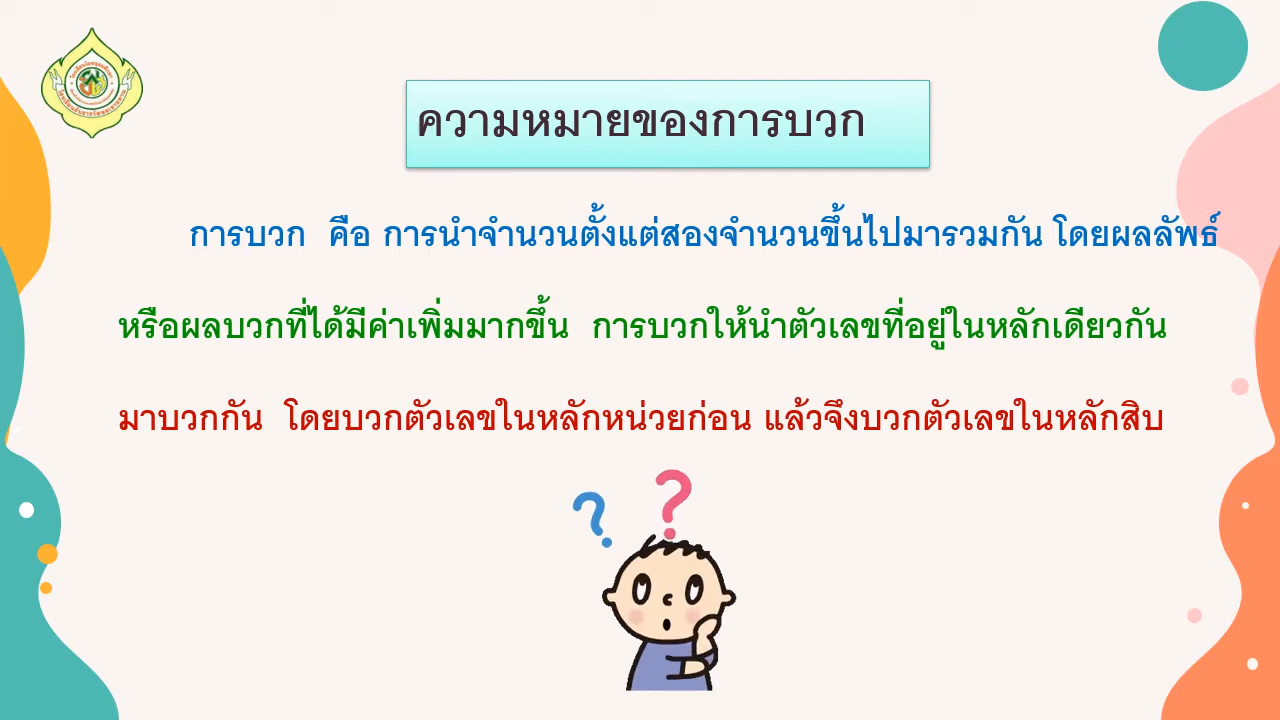 ความหมายของการบวก
การบวก คือ การนำจำนวนตั้งแต่สองจำนวนขึ้นไปมารวมกัน โดยผลลัพธ์
หรือผลบวกที่ได้มีค่าเพิ่มมากขึ้น การบวกให้นำตัวเลขที่อยู่ในหลักเดียวกัน
มาบวกกัน โดยบวกตัวเลขในหลักหน่วยก่อน แล้วจึงบวกตัวเลขในหลักสิบ
? ?